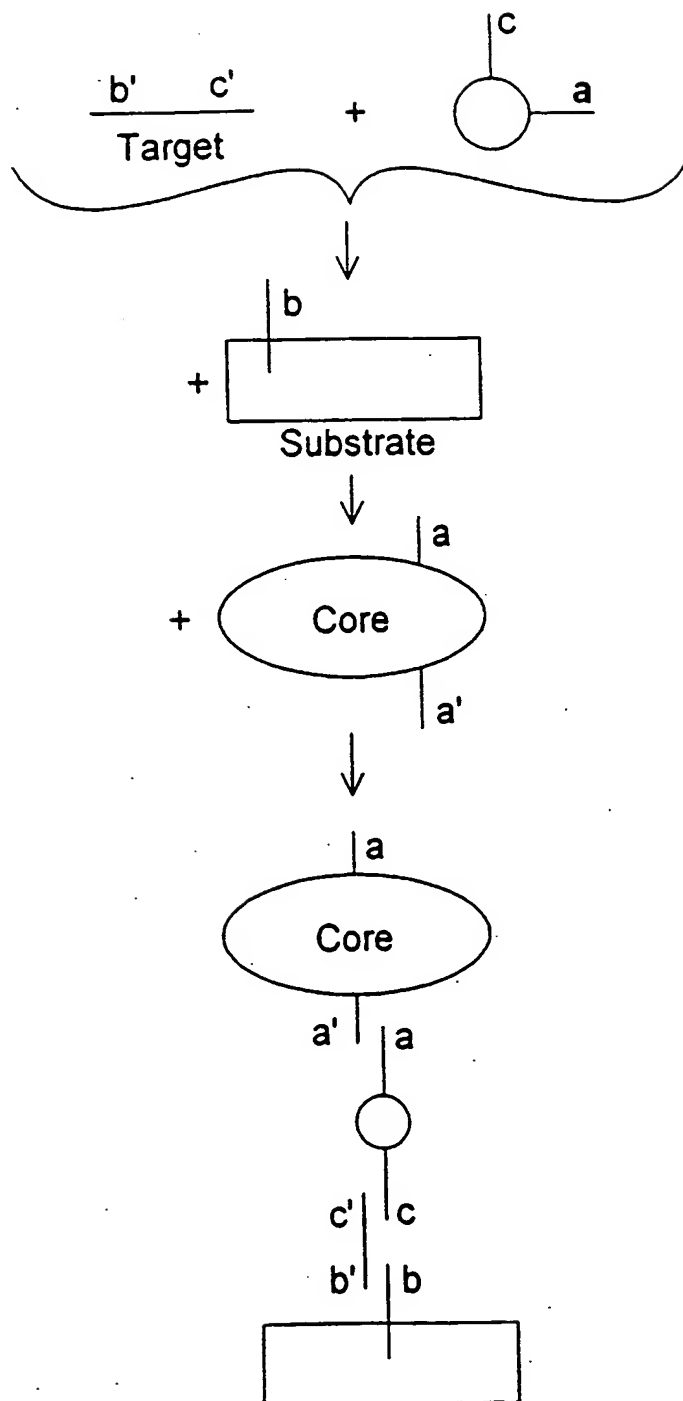 c
b' c' + a
Target
b
+
Substrate
a
+ Core
a'
a
Core
a' a
c' c
b' b